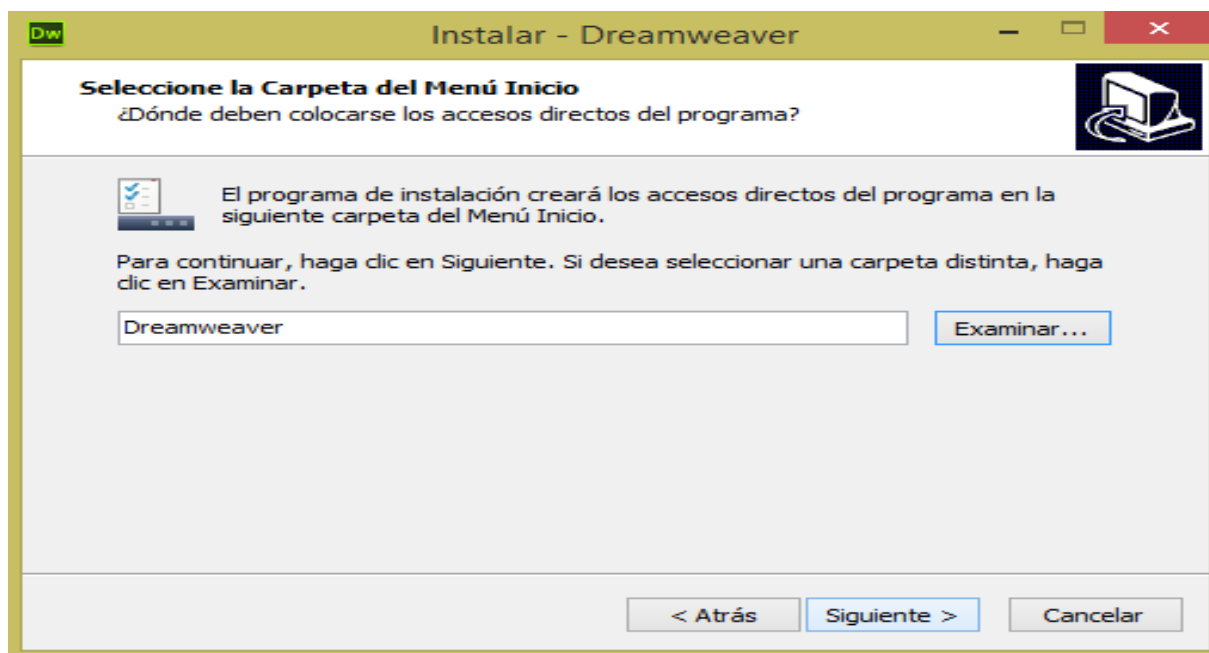 Dw
Instalar - Dreamweaver
Seleccione la Carpeta del Menú Inicio
¿Dónde deben colocarse los accesos directos del programa?
El programa de instalación creará los accesos directos del programa en la
siguiente carpeta del Menú Inicio.
Para continuar, haga clic en Siguiente. Si desea seleccionar una carpeta distinta, haga
clic en Examinar.
Dreamweaver
Examinar...
< Atrás
Siguiente >
Cancelar